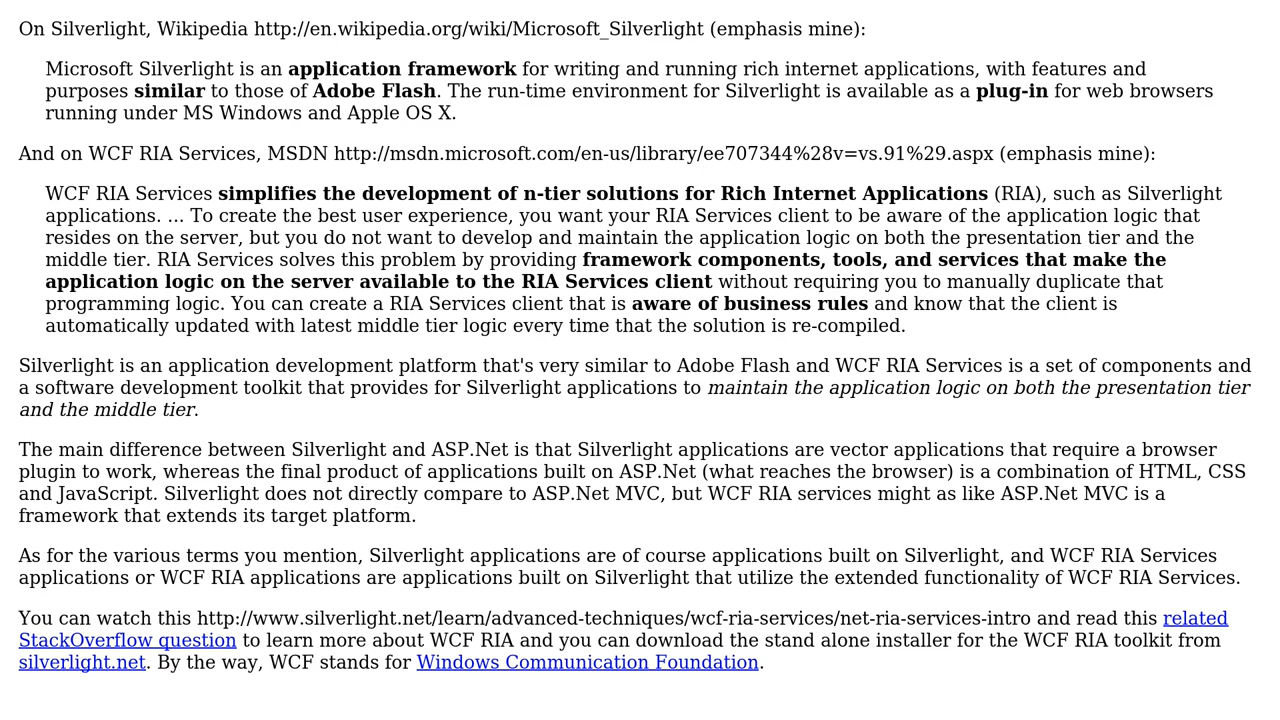 On Silverlight, Wikipedia http://en.wikipedia.org/wiki/Microsoft_Silverlight (emphasis mine):
Microsoft Silverlight is an application framework for writing and running rich internet applications, with features and
purposes similar to those of Adobe Flash. The run-time environment for Silverlight is available as a plug-in for web browsers
running under MS Windows and Apple OS X.
And on WCF RIA Services, MSDN http://msdn.microsoft.com/en-us/library/ee707344%28v=vs.91%29.aspx (emphasis mine):
WCF RIA Services simplifies the development of n-tier solutions for Rich Internet Applications (RIA), such as Silverlight
applications. ... To create the best user experience, you want your RIA Services client to be aware of the application logic that
resides on the server, but you do not want to develop and maintain the application logic on both the presentation tier and the
middle tier. RIA Services solves this problem by providing framework components, tools, and services that make the
application logic on the server available to the RIA Services client without requiring you to manually duplicate that
programming logic. You can create a RIA Services client that is aware of business rules and know that the client is
automatically updated with latest middle tier logic every time that the solution is re-compiled.
Silverlight is an application development platform that's very similar to Adobe Flash and WCF RIA Services is a set of components and
a software development toolkit that provides for Silverlight applications to maintain the application logic on both the presentation tier
and the middle tier.
The main difference between Silverlight and ASP.Net is that Silverlight applications are vector applications that require a browser
plugin to work, whereas the final product of applications built on ASP.Net (what reaches the browser) is a combination of HTML, CSS
and JavaScript. Silverlight does not directly compare to ASP.Net MVC, but WCF RIA services might as like ASP.Net MVC is a
framework that extends its target platform.
As for the various terms you mention, Silverlight applications are of course applications built on Silverlight, and WCF RIA Services
applications or WCF RIA applications are applications built on Silverlight that utilize the extended functionality of WCF RIA Services.
You can watch this http://www.silverlight.net/learn/advanced-techniques/wcf-ria-services/net-ria-services-intro and read this related
StackOverflow question to learn more about WCF RIA and you can download the stand alone installer for the WCF RIA toolkit from
silverlight.net. By the way, WCF stands for Windows Communication Foundation.